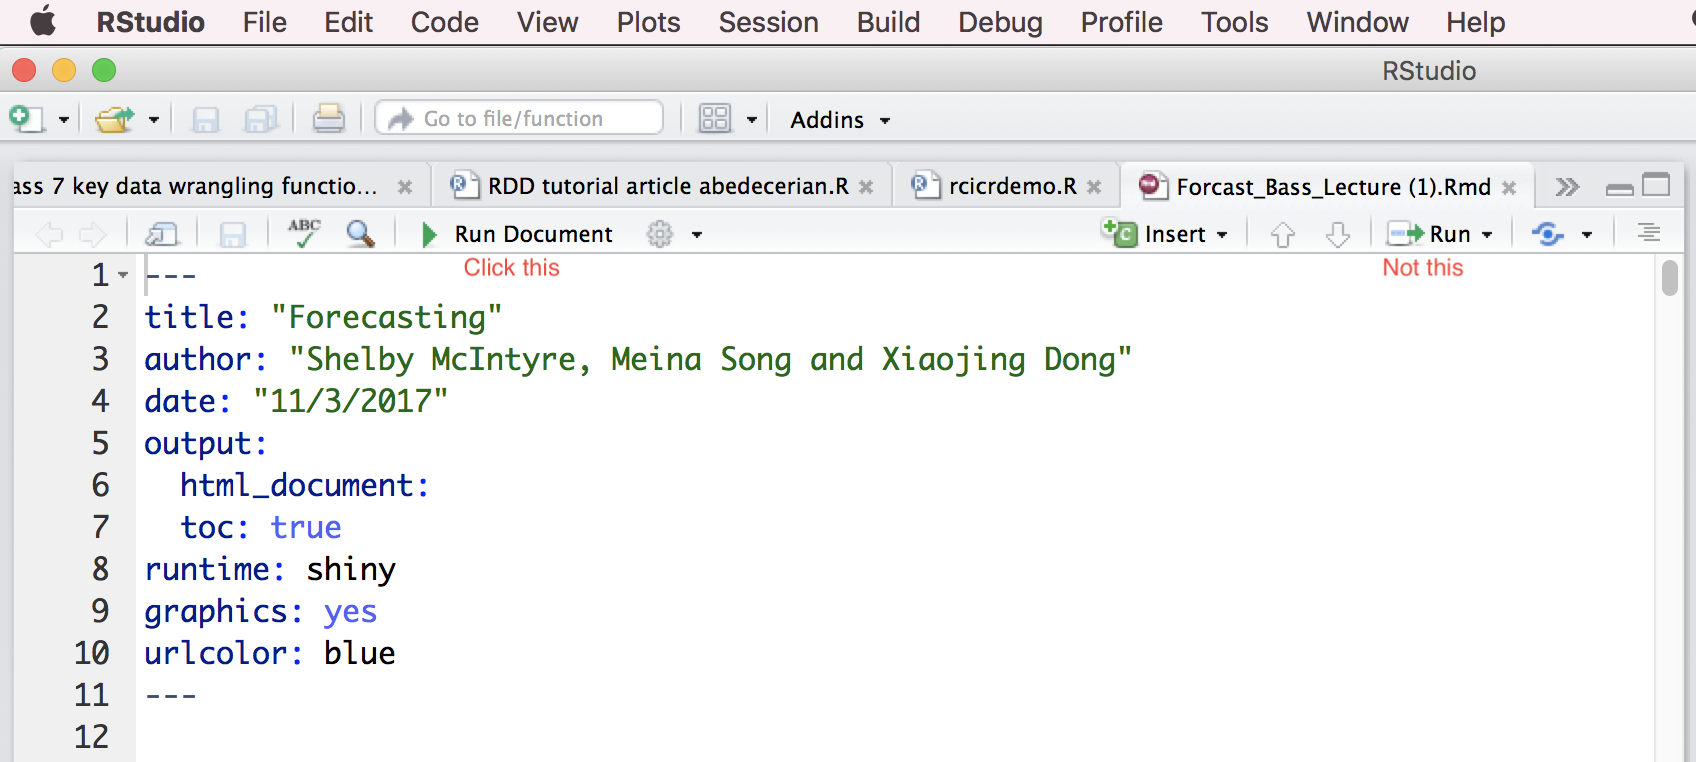 RStudio File Edit Code View Plots Session Build Debug Profile Tools Window Help
RStudio
Go to file/function Addins
ass 7 key data wrangling functio... RDD tutorial article abedecerian.R rcicrdemo.R Forcast_Bass_Lecture (1).Rmd
ABC Run Document Insert Run
Click this Not this
1 ---
2 title: "Forecasting"
3 author: "Shelby McIntyre, Meina Song and Xiaojing Dong"
4 date: "11/3/2017"
5 output:
6 html_document:
7 toc: true
8 runtime: shiny
9 graphics: yes
10 urlcolor: blue
11 ---
12